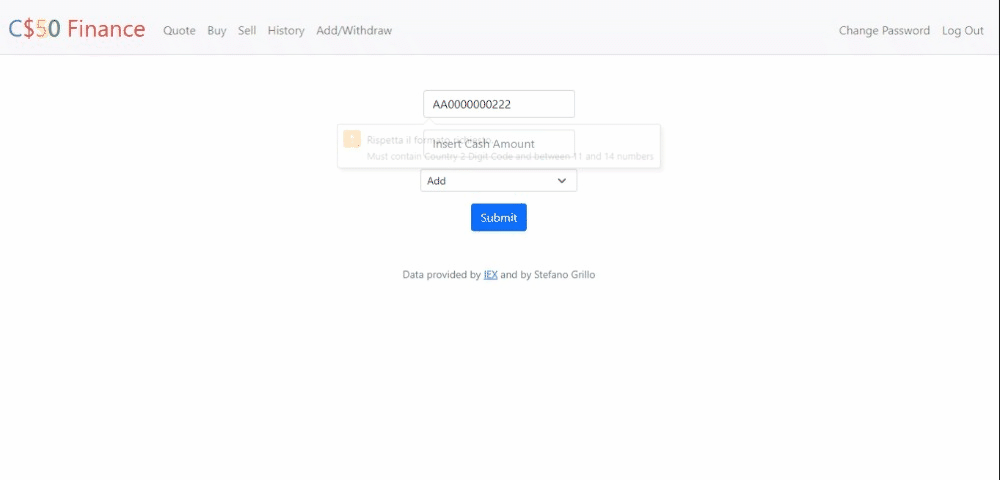 C$50 Finance Quote Buy Sell History Add/Withdraw Change Password Log Out
AA0000000222
Rispetta il formato richiesto.
Insert Cash Amount
Must contain Country 2 Digit Code and between 11 and 14 numbers
Add
Submit
Data provided by IEX and by Stefano Grillo